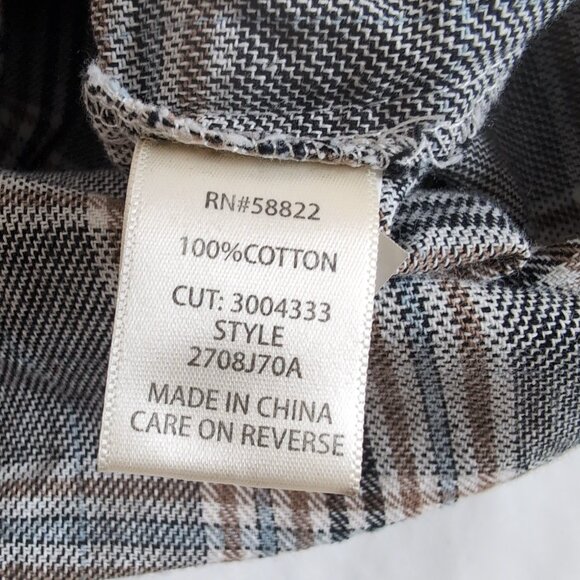 RN#58822
100%COTTON
CUT: 3004333
STYLE
2708J70A
MADE IN CHINA
CARE ON REVERSE